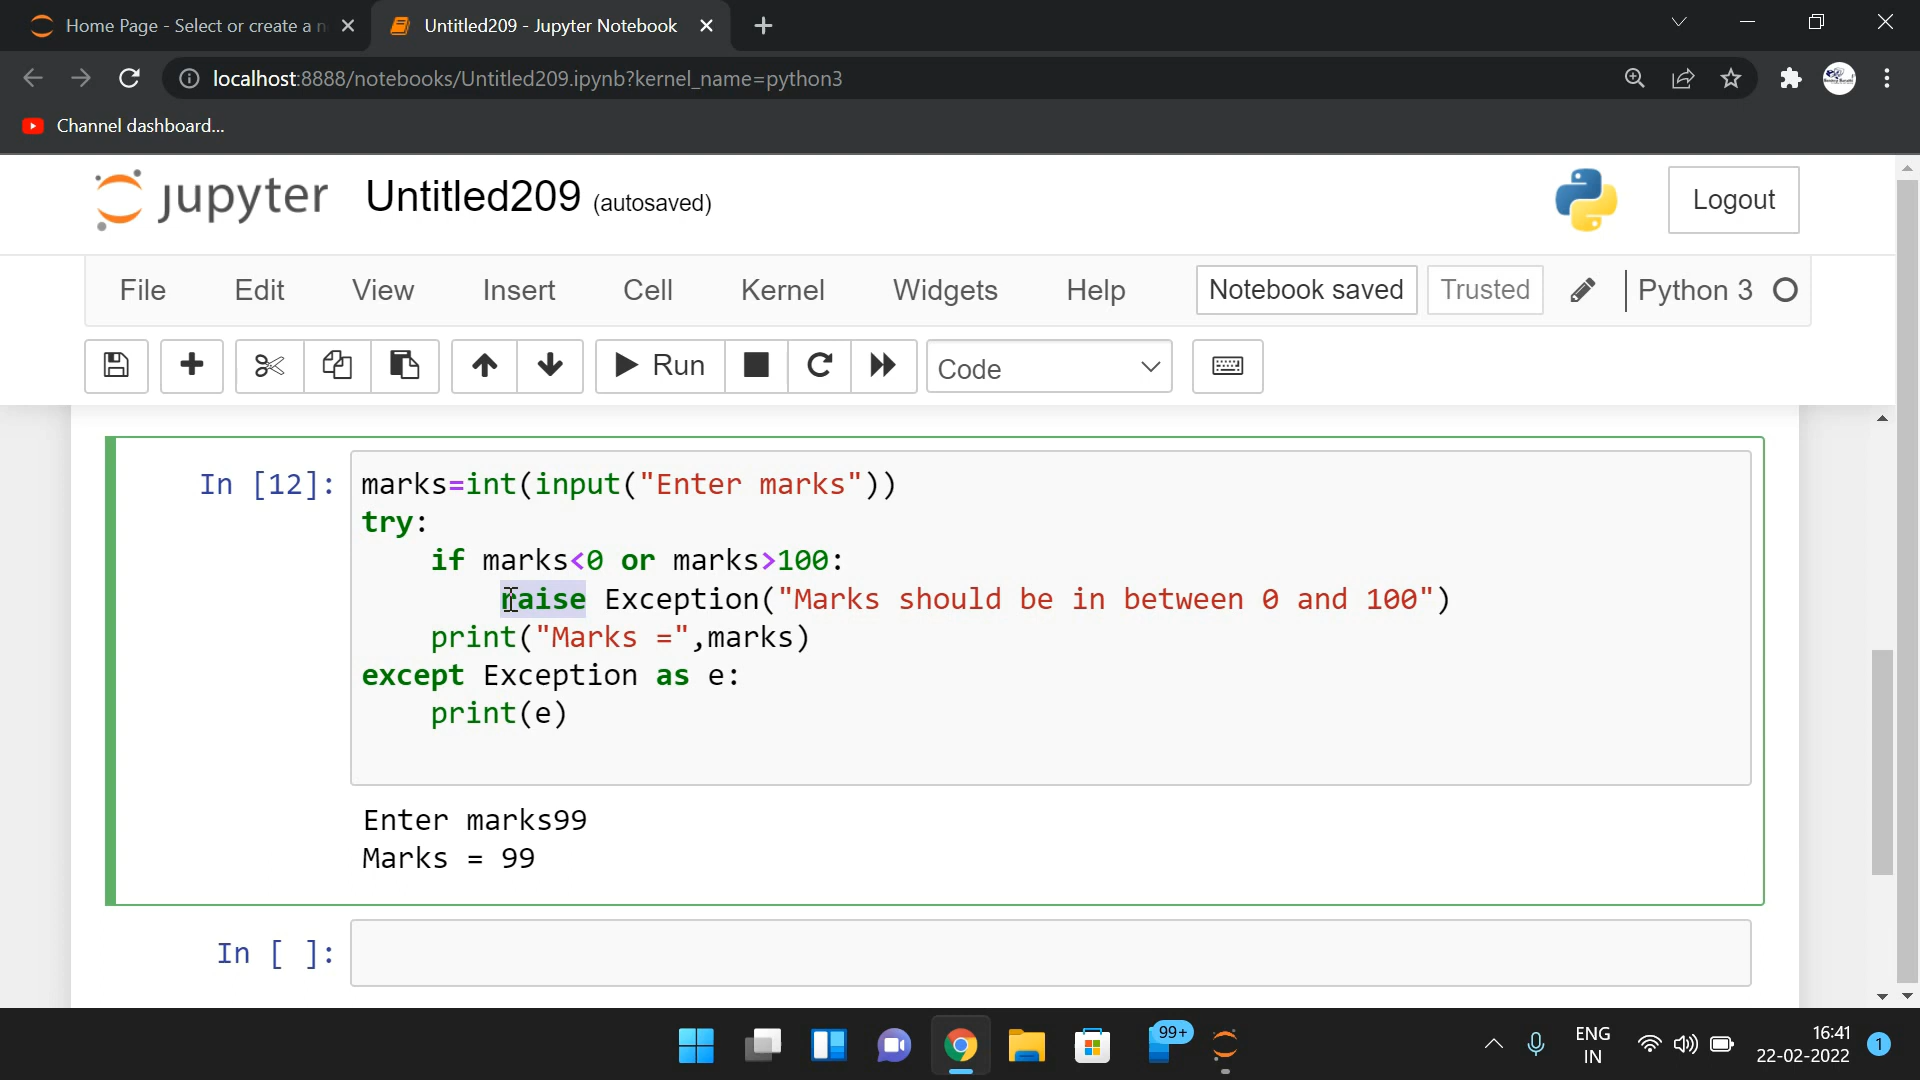 Home Page - Select or create a n
Untitled209 - Jupyter Notebook
localhost:8888/notebooks/Untitled209.ipynb?kernel_name=python3
Channel dashboard...
jupyter Untitled209 (autosaved)
Logout
File Edit View Insert Cell Kernel Widgets Help Notebook saved Trusted Python 3
Run Code
In [12]: marks=int(input("Enter marks"))
try:
    if marks<0 or marks>100:
        raise Exception("Marks should be in between 0 and 100")
    print("Marks =",marks)
except Exception as e:
    print(e)
Enter marks99
Marks = 99
In [ ]:
99+
ENG
IN
16:41
22-02-2022
1